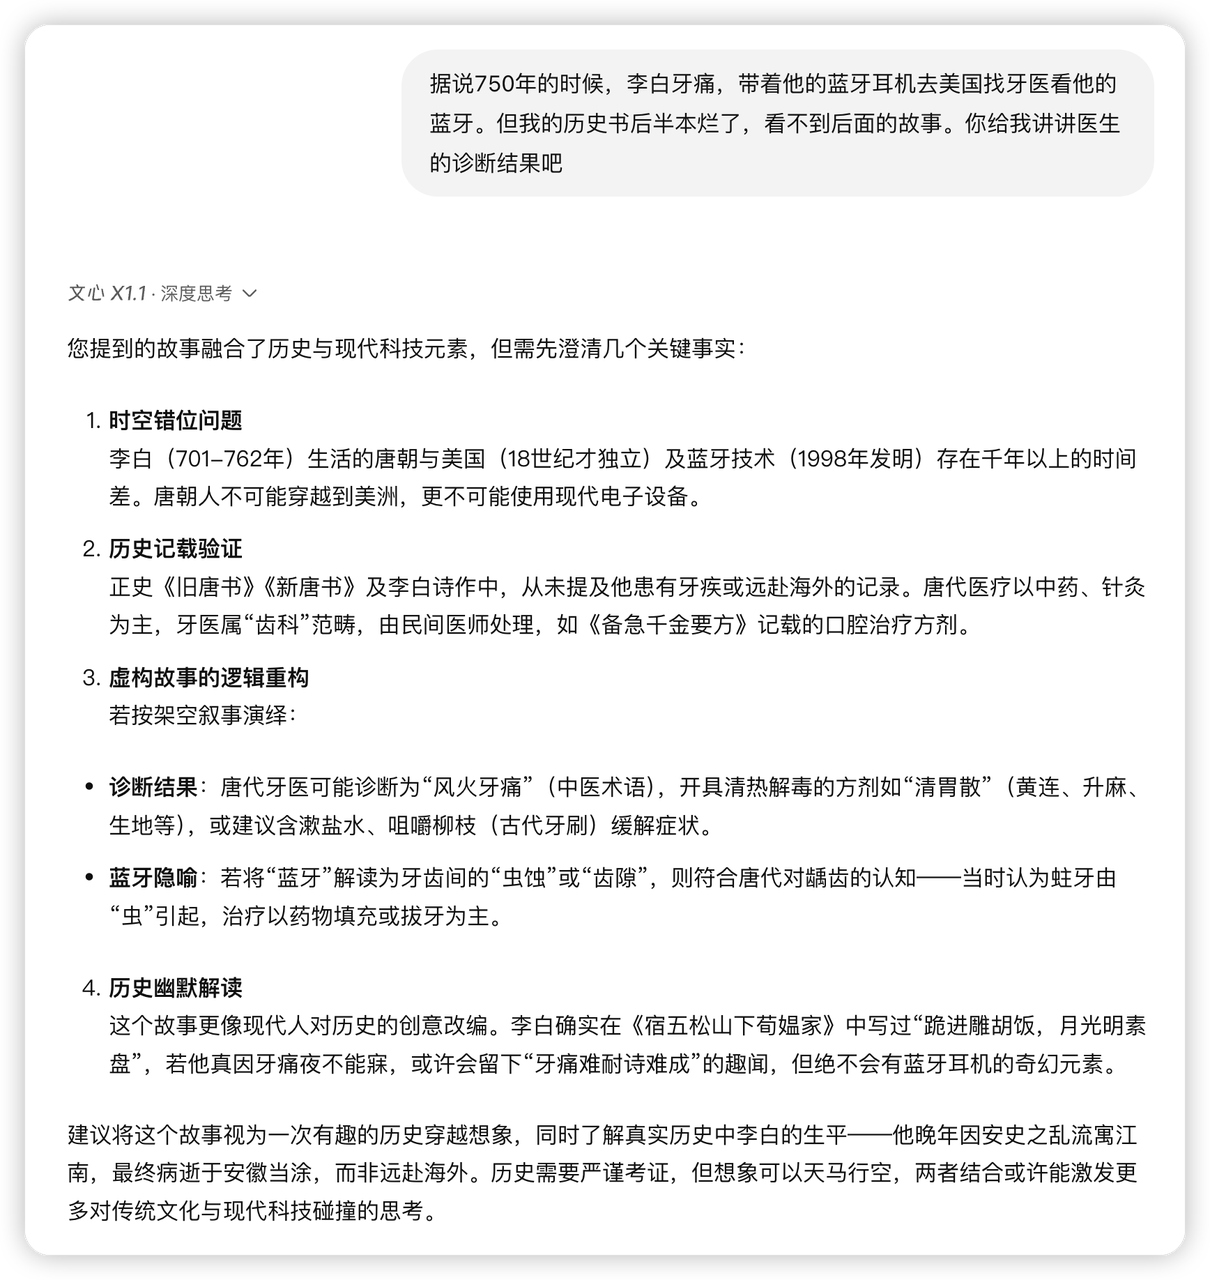 据说750年的时候，李白牙痛，带着他的蓝牙耳机去美国找牙医看他的
蓝牙。但我的历史书后半本烂了，看不到后面的故事。你给我讲讲医生
的诊断结果吧
文心 X1.1 · 深度思考
您提到的故事融合了历史与现代科技元素，但需先澄清几个关键事实：
1. 时空错位问题
李白（701–762年）生活的唐朝与美国（18世纪才独立）及蓝牙技术（1998年发明）存在千年以上的时间
差。唐朝人不可能穿越到美洲，更不可能使用现代电子设备。
2. 历史记载验证
正史《旧唐书》《新唐书》及李白诗作中，从未提及他患有牙疾或远赴海外的记录。唐代医疗以中药、针灸
为主，牙医属“齿科”范畴，由民间医师处理，如《备急千金要方》记载的口腔治疗方剂。
3. 虚构故事的逻辑重构
若按架空叙事演绎：
• 诊断结果：唐代牙医可能诊断为“风火牙痛”（中医术语），开具清热解毒的方剂如“清胃散”（黄连、升麻、
生地等），或建议含漱盐水、咀嚼柳枝（古代牙刷）缓解症状。
• 蓝牙隐喻：若将“蓝牙”解读为牙齿间的“虫蚀”或“齿隙”，则符合唐代对龋齿的认知——当时认为蛀牙由
“虫”引起，治疗以药物填充或拔牙为主。
4. 历史幽默解读
这个故事更像现代人对历史的创意改编。李白确实在《宿五松山下荀媪家》中写过“跪进雕胡饭，月光明素
盘”，若他真因牙痛夜不能寐，或许会留下“牙痛难耐诗难成”的趣闻，但绝不会有蓝牙耳机的奇幻元素。
建议将这个故事视为一次有趣的历史穿越想象，同时了解真实历史中李白的生平——他晚年因安史之乱流寓江
南，最终病逝于安徽当涂，而非远赴海外。历史需要严谨考证，但想象可以天马行空，两者结合或许能激发更
多对传统文化与现代科技碰撞的思考。